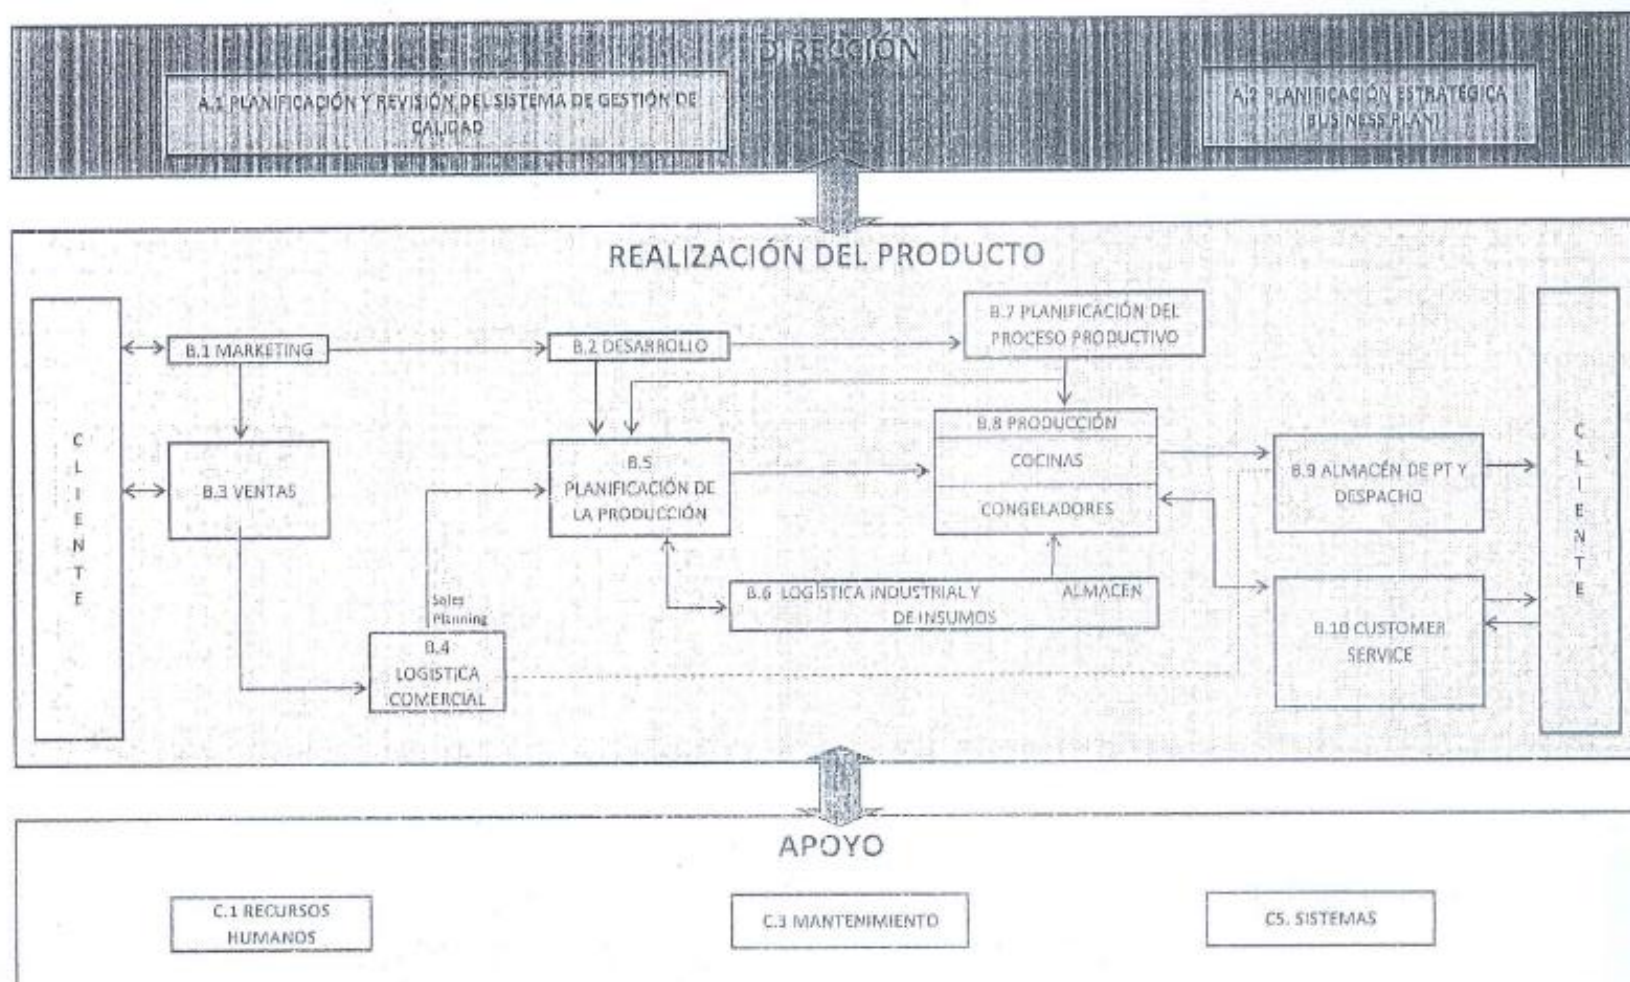 DIRECCIÓN
A.1 PLANIFICACIÓN Y REVISIÓN DEL SISTEMA DE GESTIÓN DE
CALIDAD
A.2 PLANIFICACIÓN ESTRATÉGICA
(BUSINESS PLAN)
REALIZACIÓN DEL PRODUCTO
CLIENTE
B.1 MARKETING
B.2 DESARROLLO
B.7 PLANIFICACIÓN DEL
PROCESO PRODUCTIVO
B.3 VENTAS
B.5
PLANIFICACIÓN DE
LA PRODUCCIÓN
B.8 PRODUCCIÓN
COCINAS
CONGELADORES
B.9 ALMACÉN DE PT Y
DESPACHO
CLIENTE
Sales
Planning
B.4
LOGISTICA
COMERCIAL
B.6 LOGÍSTICA INDUSTRIAL Y
DE INSUMOS
ALMACEN
B.10 CUSTOMER
SERVICE
APOYO
C.1 RECURSOS
HUMANOS
C.3 MANTENIMIENTO
C5. SISTEMAS